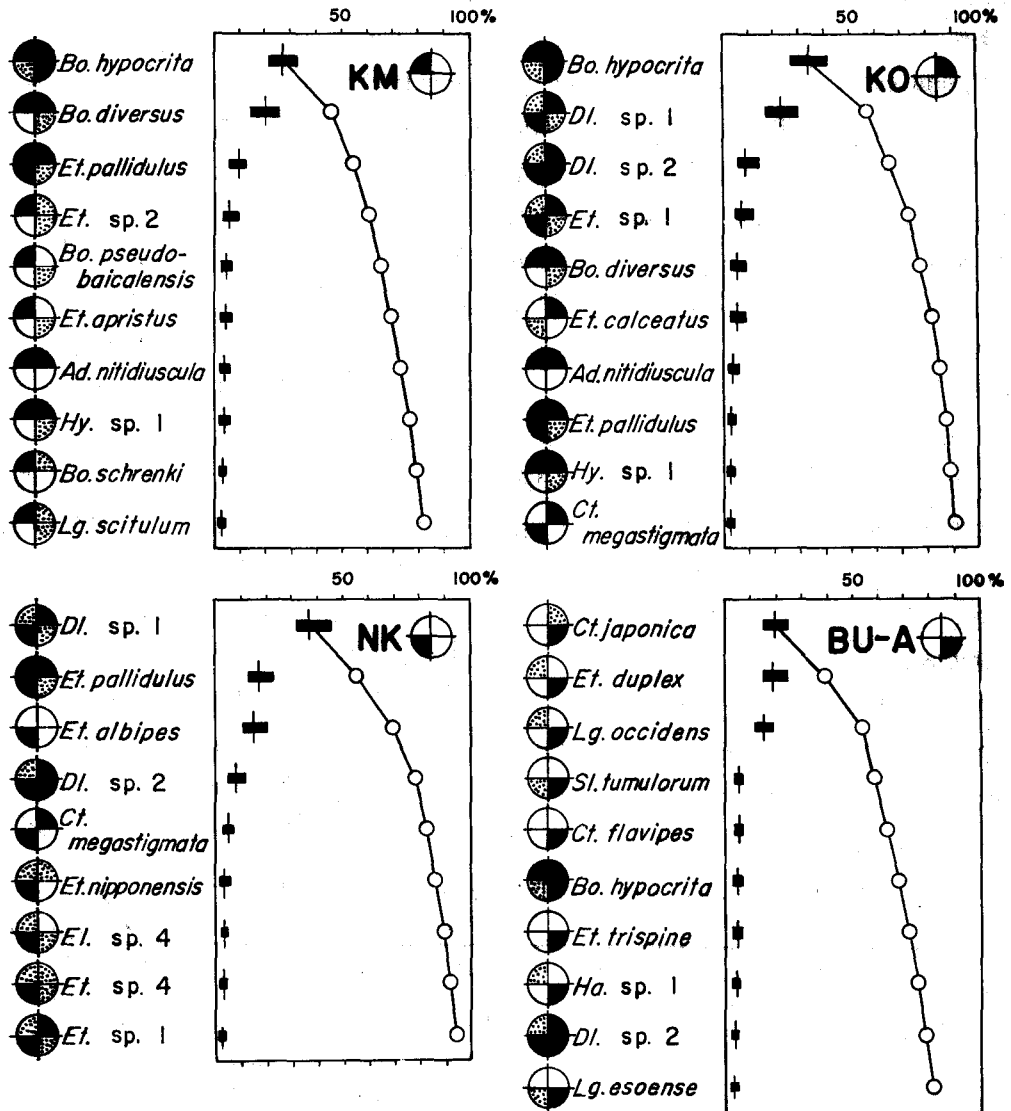 50 100%
KM
Bo. hypocrita
Bo. diversus
Et. pallidulus
Et. sp. 2
Bo. pseudo-
baicalensis
Et. apristus
Ad. nitidiuscula
Hy. sp. 1
Bo. schrenki
Lg. scitulum
50 100%
KO
Bo. hypocrita
Dl. sp. 1
Dl. sp. 2
Et. sp. 1
Bo. diversus
Et. calceatus
Ad. nitidiuscula
Et. pallidulus
Hy. sp. 1
Ct.
megastigmata
50 100%
NK
Dl. sp. 1
Et. pallidulus
Et. albipes
Dl. sp. 2
Ct.
megastigmata
Et. nipponensis
El. sp. 4
Et. sp. 4
Et. sp. 1
50 100%
BU-A
Ct. japonica
Et. duplex
Lg. occidens
Sl. tumulorum
Ct. flavipes
Bo. hypocrita
Et. trispine
Ha. sp. 1
Dl. sp. 2
Lg. esoense